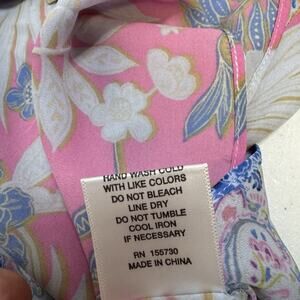 HAND WASH COLD
WITH LIKE COLORS
DO NOT BLEACH
LINE DRY
DO NOT TUMBLE
COOL IRON
IF NECESSARY
RN 155730
MADE IN CHINA